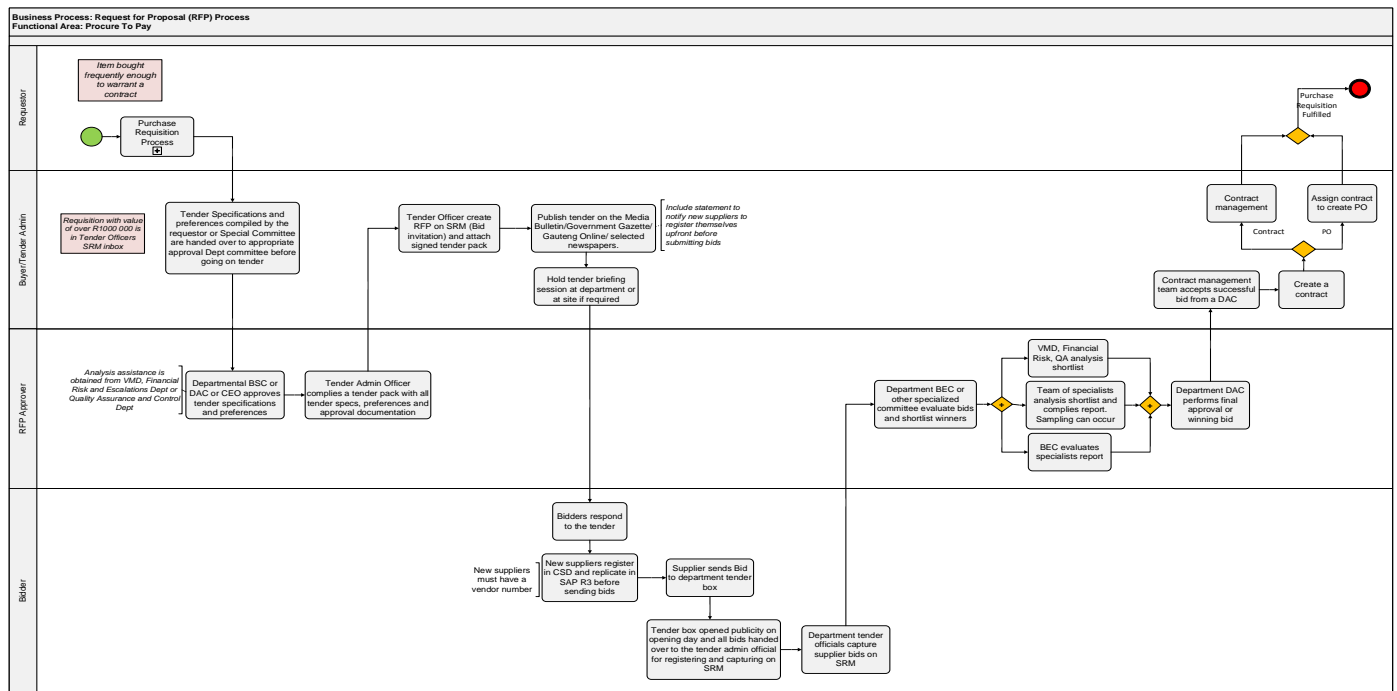 Business Process: Request for Proposal (RFP) Process
Functional Area: Procure To Pay
Requestor
Item bought
frequently enough
to warrant a
contract
Purchase
Requisition
Process
Purchase
Requisition
Fulfilled
Buyer/Tender Admin
Requisition with value
of over R1000 000 is
in Tender Officers
SRM inbox
Tender Specifications and
preferences compiled by the
requestor or Special Committee
are handed over to appropriate
approval Dept committee before
going on tender
Tender Officer create
RFP on SRM (Bid
invitation) and attach
signed tender pack
Publish tender on the Media
Bulletin/Government Gazette/
Gauteng Online/ selected
newspapers.
Include statement to
notify new suppliers to
register themselves
upfront before
submitting bids
Hold tender briefing
session at department or
at site if required
Contract management
team accepts successful
bid from a DAC
Create a
contract
Contract
PO
Contract
management
Assign contract
to create PO
RFP Approver
Analysis assistance is
obtained from VMD, Financial
Risk and Escalations Dept or
Quality Assurance and Control
Dept
Departmental BSC or
DAC or CEO approves
tender specifications
and preferences
Tender Admin Officer
complies a tender pack with all
tender specs, preferences and
approval documentation
Department BEC or
other specialized
committee evaluate bids
and shortlist winners
VMD, Financial
Risk, QA analysis
shortlist
Team of specialists
analysis shortlist and
complies report.
Sampling can occur
BEC evaluates
specialists report
Department DAC
performs final
approval or
winning bid
Bidder
Bidders respond
to the tender
New suppliers
must have a
vendor number
New suppliers register
in CSD and replicate in
SAP R3 before
sending bids
Supplier sends Bid
to department tender
box
Tender box opened publicity on
opening day and all bids handed
over to the tender admin official
for registering and capturing on
SRM
Department tender
officials capture
supplier bids on
SRM